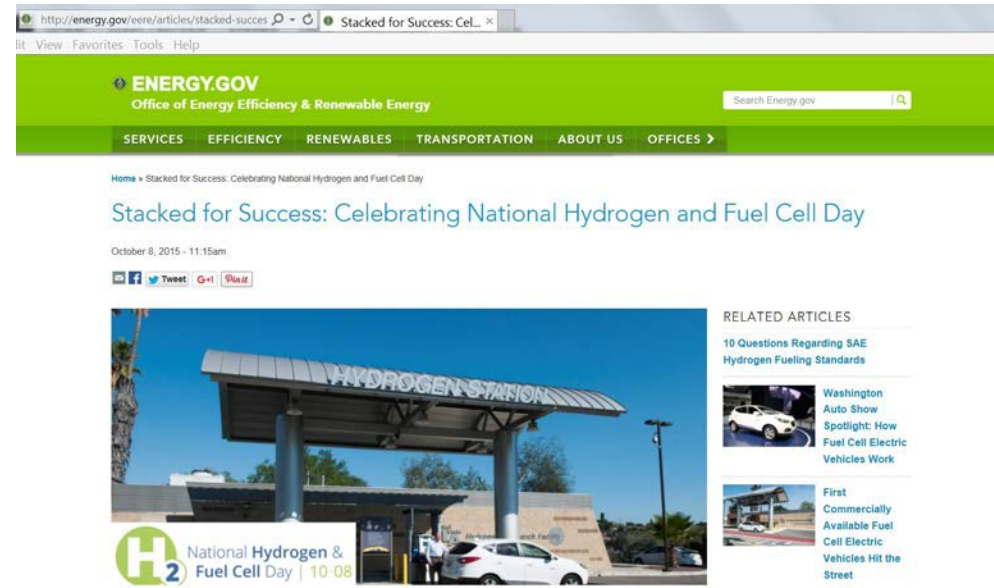 http://energy.gov/eere/articles/stacked-succes
Stacked for Success: Cel...
it View Favorites Tools Help
ENERGY.GOV
Office of Energy Efficiency & Renewable Energy
Search Energy.gov
SERVICES EFFICIENCY RENEWABLES TRANSPORTATION ABOUT US OFFICES
Home » Stacked for Success: Celebrating National Hydrogen and Fuel Cell Day
Stacked for Success: Celebrating National Hydrogen and Fuel Cell Day
October 8, 2015 - 11:15am
Tweet G+1 Pin it
HYDROGEN STATION
H2
National Hydrogen &
Fuel Cell Day | 10·08
RELATED ARTICLES
10 Questions Regarding SAE
Hydrogen Fueling Standards
Washington
Auto Show
Spotlight: How
Fuel Cell Electric
Vehicles Work
First
Commercially
Available Fuel
Cell Electric
Vehicles Hit the
Street